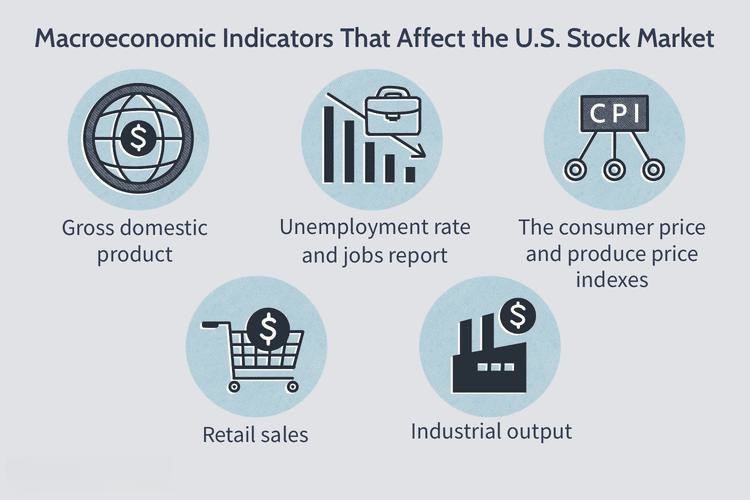 Macroeconomic Indicators That Affect the U.S. Stock Market
$
CPI
Gross domestic
product
Unemployment rate
and jobs report
The consumer price
and produce price
indexes
$
$
Retail sales
Industrial output